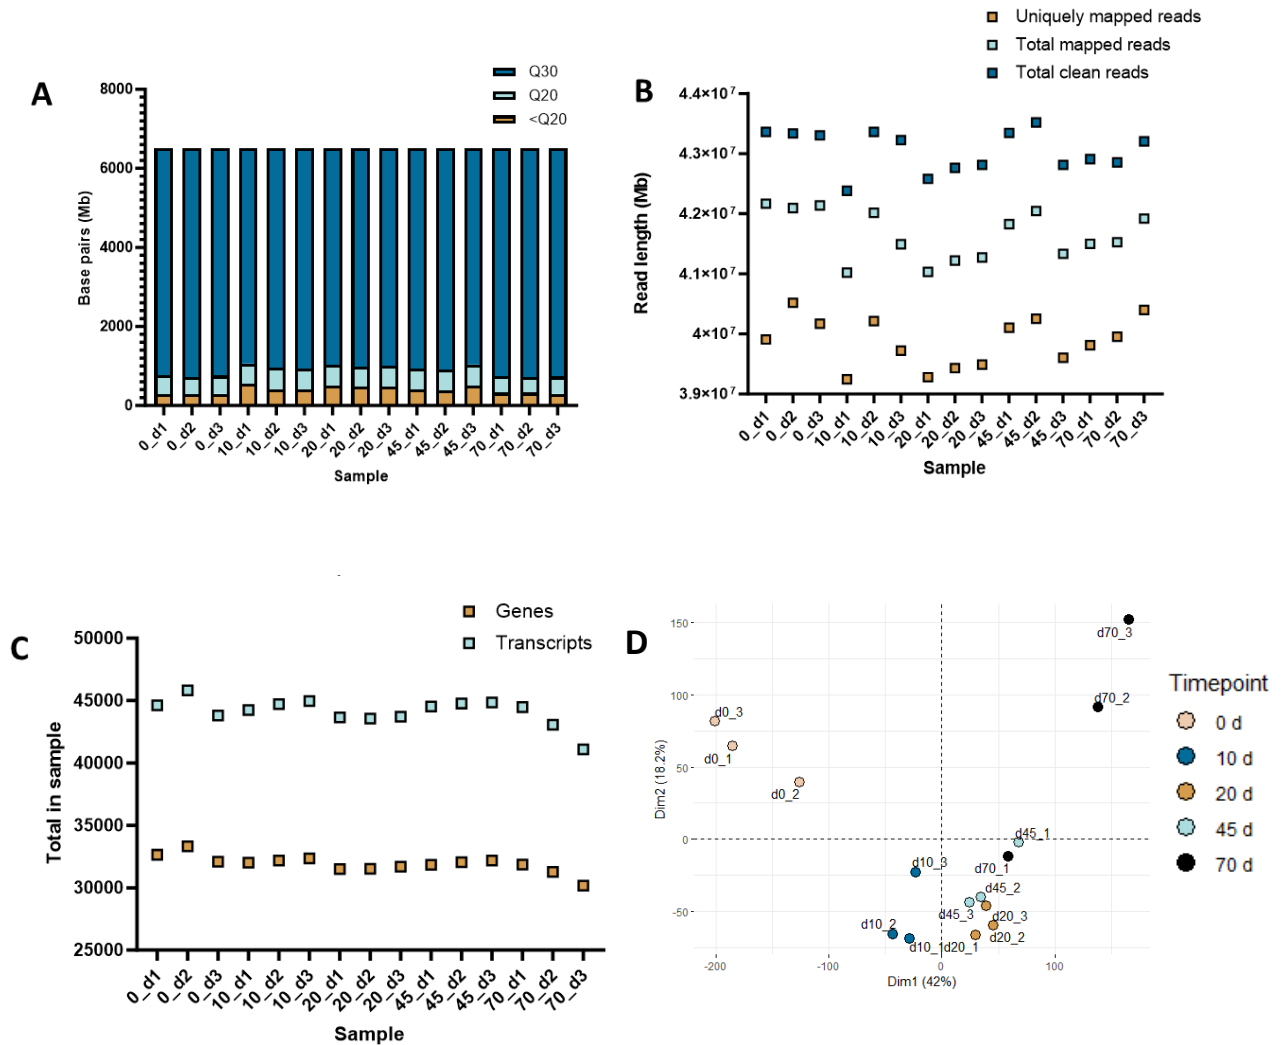 A
Q30
Q20
<Q20
8000
6000
4000
2000
0
Base pairs (Mb)
0_d1
0_d2
0_d3
10_d1
10_d2
10_d3
20_d1
20_d2
20_d3
45_d1
45_d2
45_d3
70_d1
70_d2
70_d3
Sample
B
Uniquely mapped reads
Total mapped reads
Total clean reads
4.4×10⁷
4.3×10⁷
4.2×10⁷
4.1×10⁷
4×10⁷
3.9×10⁷
Read length (Mb)
0_d1
0_d2
0_d3
10_d1
10_d2
10_d3
20_d1
20_d2
20_d3
45_d1
45_d2
45_d3
70_d1
70_d2
70_d3
Sample
C
Genes
Transcripts
50000
45000
40000
35000
30000
25000
Total in sample
0_d1
0_d2
0_d3
10_d1
10_d2
10_d3
20_d1
20_d2
20_d3
45_d1
45_d2
45_d3
70_d1
70_d2
70_d3
Sample
D
150
100
50
0
-50
Dim2 (18.2%)
d70_3
d70_2
d0_3
d0_1
d0_2
d45_1
d70_1
d10_3
d45_2
d45_3
d20_3
d10_2
d20_2
d10_1
d20_1
-200
-100
0
100
Dim1 (42%)
Timepoint
0 d
10 d
20 d
45 d
70 d